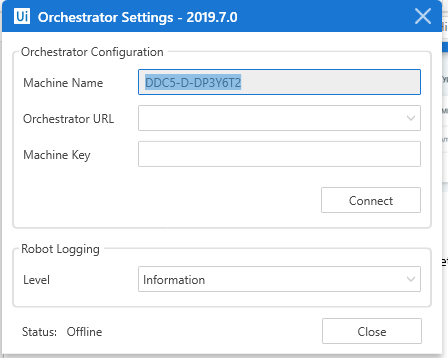 Ui Orchestrator Settings - 2019.7.0
Orchestrator Configuration
Machine Name DDC5-D-DP3Y6T2
Orchestrator URL
Machine Key
Connect
Robot Logging
Level Information
Status: Offline Close